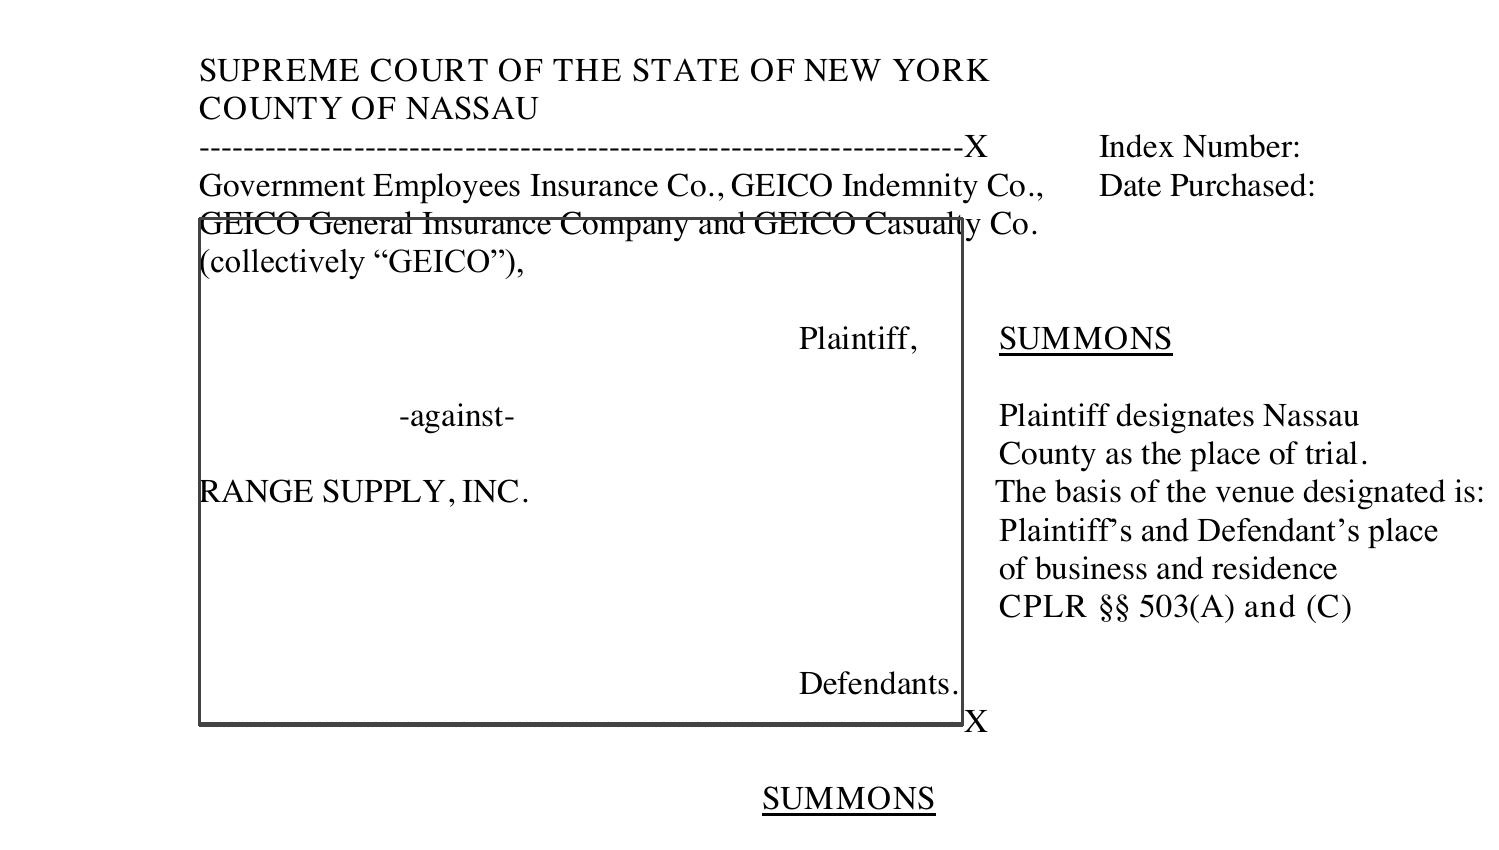 SUPREME COURT OF THE STATE OF NEW YORK
COUNTY OF NASSAU
----------------------------------------------------------------------X Index Number:
Government Employees Insurance Co., GEICO Indemnity Co., Date Purchased:
GEICO General Insurance Company and GEICO Casualty Co.
(collectively “GEICO”),
Plaintiff, SUMMONS
-against- Plaintiff designates Nassau
County as the place of trial.
RANGE SUPPLY, INC. The basis of the venue designated is:
Plaintiff’s and Defendant’s place
of business and residence
CPLR §§ 503(A) and (C)
Defendants.
X
SUMMONS